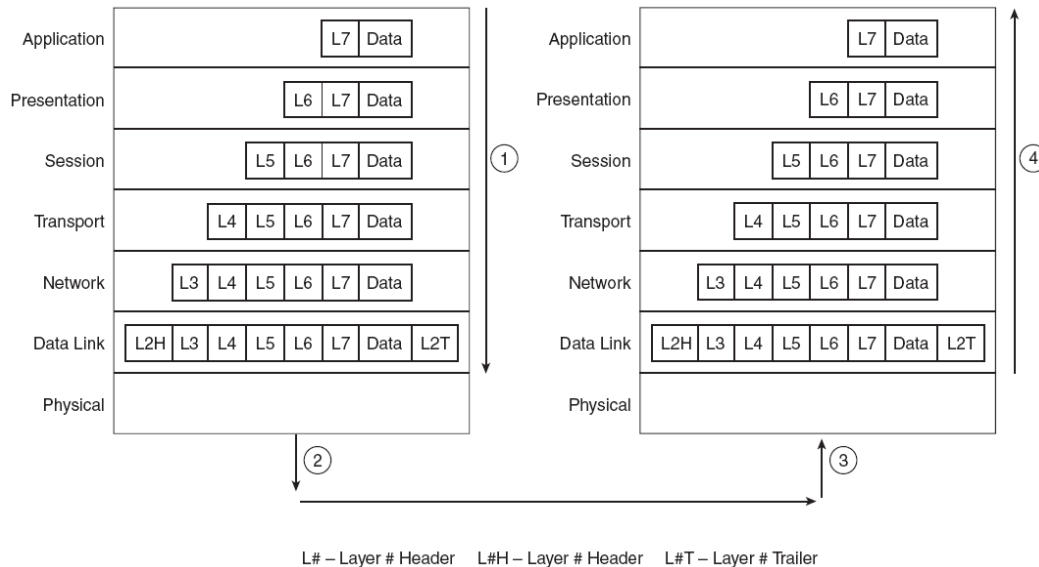 Application L7 Data
Presentation L6 L7 Data
Session L5 L6 L7 Data
Transport L4 L5 L6 L7 Data
Network L3 L4 L5 L6 L7 Data
Data Link L2H L3 L4 L5 L6 L7 Data L2T
Physical
1
2
Application L7 Data
Presentation L6 L7 Data
Session L5 L6 L7 Data
Transport L4 L5 L6 L7 Data
Network L3 L4 L5 L6 L7 Data
Data Link L2H L3 L4 L5 L6 L7 Data L2T
Physical
4
3
L# – Layer # Header L#H – Layer # Header L#T – Layer # Trailer